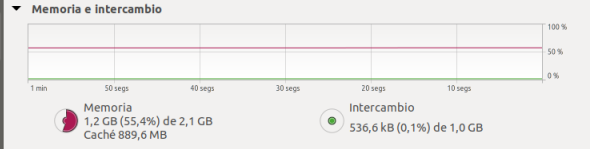 Memoria e intercambio
100 %
50 %
0 %
1 min 50 segs 40 segs 30 segs 20 segs 10 segs
Memoria
1,2 GB (55,4%) de 2,1 GB
Caché 889,6 MB
Intercambio
536,6 kB (0,1%) de 1,0 GB